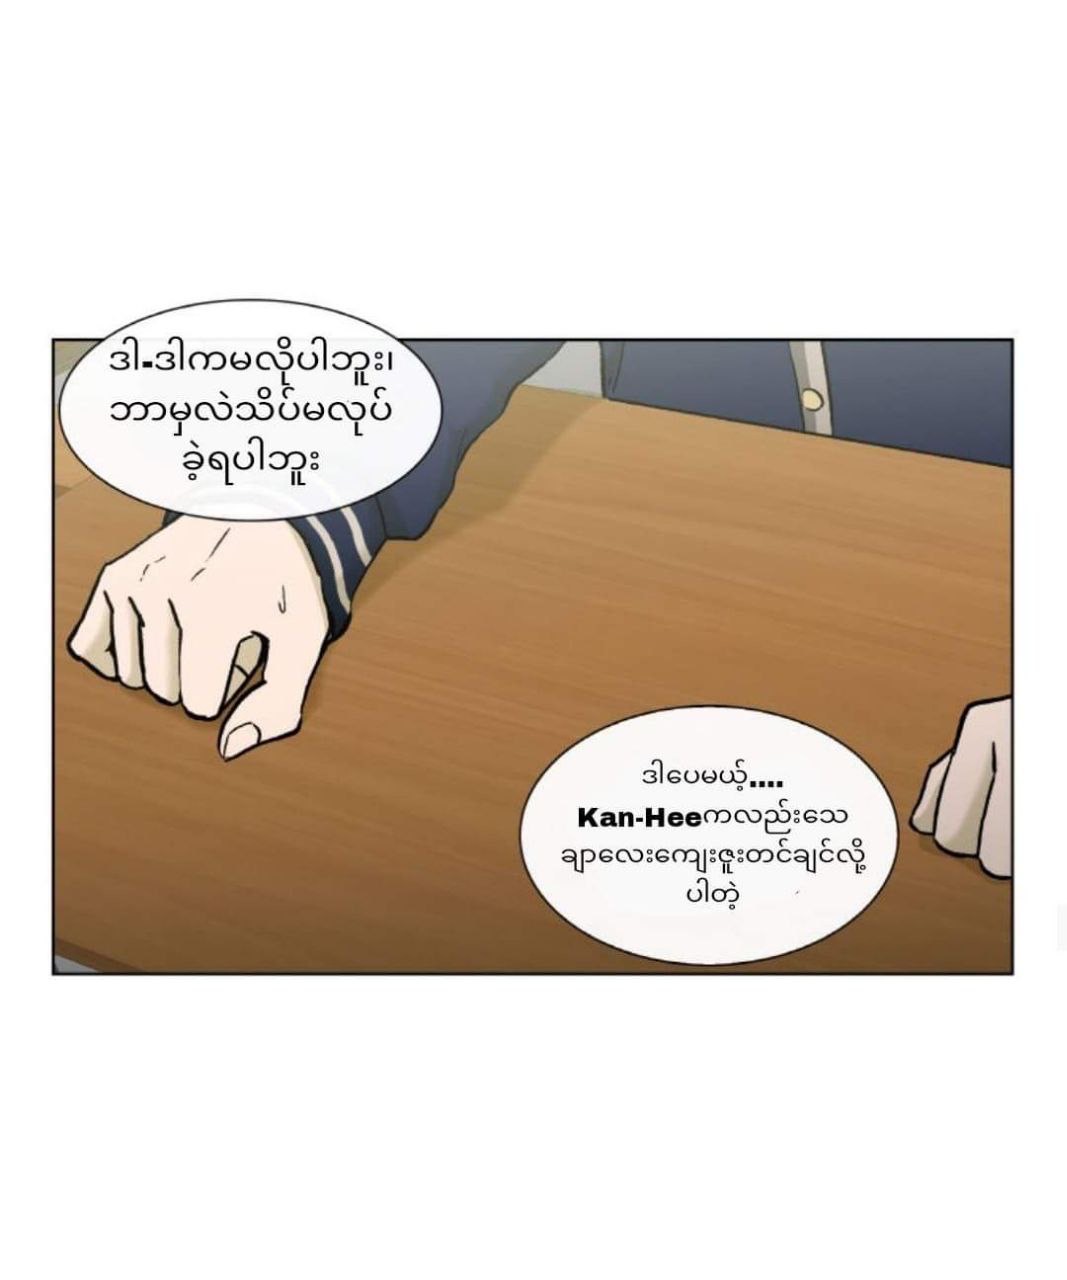 ဒါ-ဒါကမလိုပါဘူး၊
ဘာမှလဲသိပ်မလုပ်
ခဲ့ရပါဘူး
ဒါပေမယ့်....
Kan-Heeကလည်းသေ
ချာလေးကျေးဇူးတင်ချင်လို့
ပါတဲ့